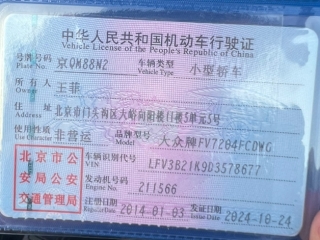 中华人民共和国机动车行驶证
Vehicle License of the People's Republic of China
号牌号码 京QM88N2 车辆类型 小型轿车
Plate No. Vehicle Type
所有人 王菲
Owner
住址 北京市门头沟区大峪向阳楼日楼5单元5号
Address
使用性质 非营运 品牌型号 大众牌FV7204FCDWG
Use Character Model
北京市公 车辆识别代号 LFV3B21K9D3578677
安局公安 VIN
交通管理局 发动机号码 211566
Engine No.
注册日期 2014-01-03 发证日期 2024-10-24
Register Date Issue Date